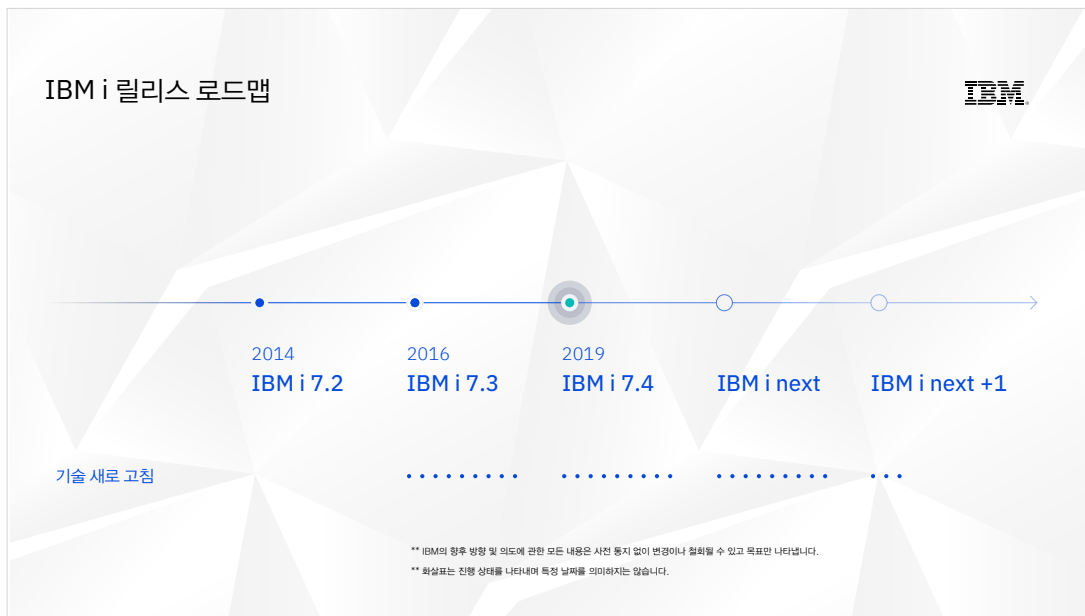 IBM i 릴리스 로드맵
IBM
2014
2016
2019
IBM i 7.2
IBM i 7.3
IBM i 7.4
IBM i next
IBM i next +1
기술 새로 고침
** IBM의 향후 방향 및 의도에 관한 모든 내용은 사전 통지 없이 변경이나 철회될 수 있고 목표만 나타냅니다.
** 화살표는 진행 상태를 나타내며 특정 날짜를 의미하지는 않습니다.